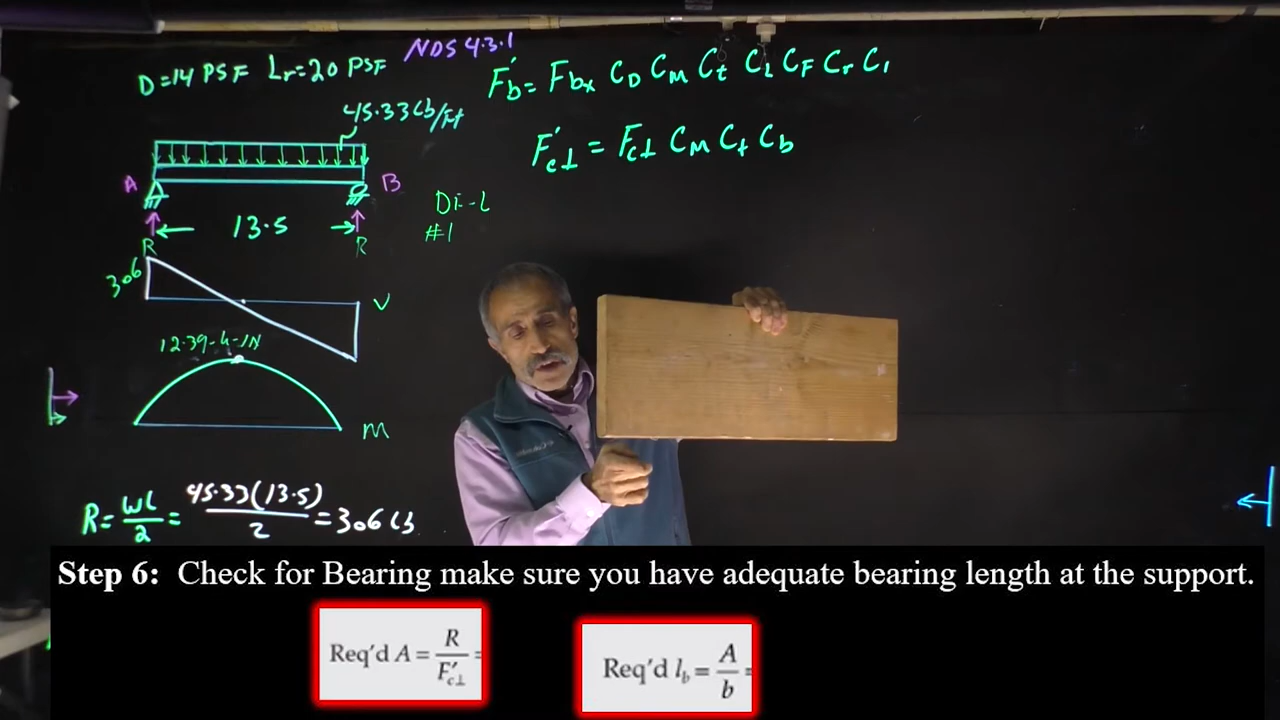 D=14 PSF Lr=20 PSF
NDS 4.3.1
45.33 Lb/Ft
A
B
R
13.5
R
DF-L
#1
306
V
12.39-k-IN
M
R = wL/2 = 45.33(13.5)/2 = 306 Lb
F'b = Fbx CD CM Ct CL CF Cr Ci
F'c⊥ = Fc⊥ CM Ct Cb
Step 6: Check for Bearing make sure you have adequate bearing length at the support.
Req'd A = R/F'c⊥ =
Req'd lb = A/b =